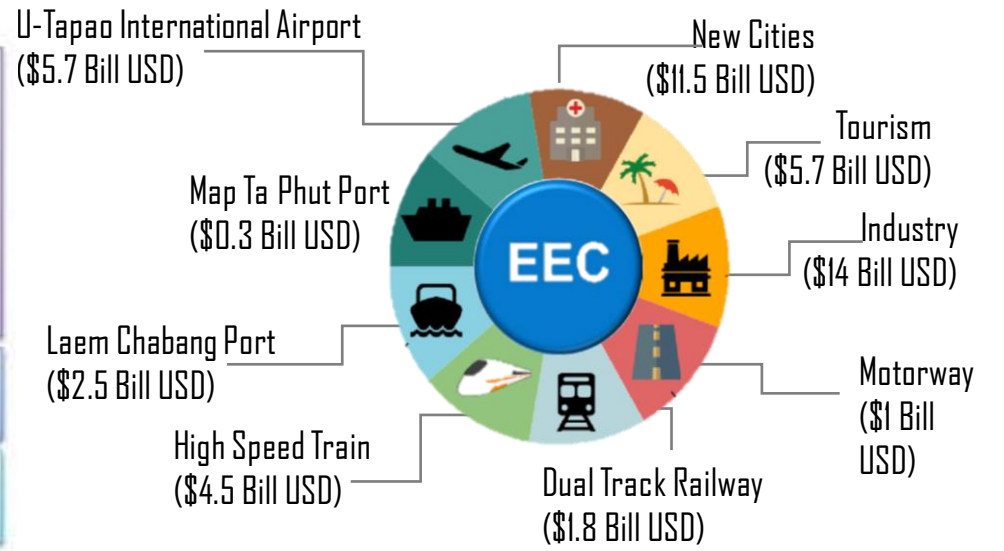 U-Tapao International Airport
($5.7 Bill USD)
New Cities
($11.5 Bill USD)
Tourism
($5.7 Bill USD)
Map Ta Phut Port
($0.3 Bill USD)
Industry
($14 Bill USD)
EEC
Laem Chabang Port
($2.5 Bill USD)
Motorway
($1 Bill
USD)
High Speed Train
($4.5 Bill USD)
Dual Track Railway
($1.8 Bill USD)